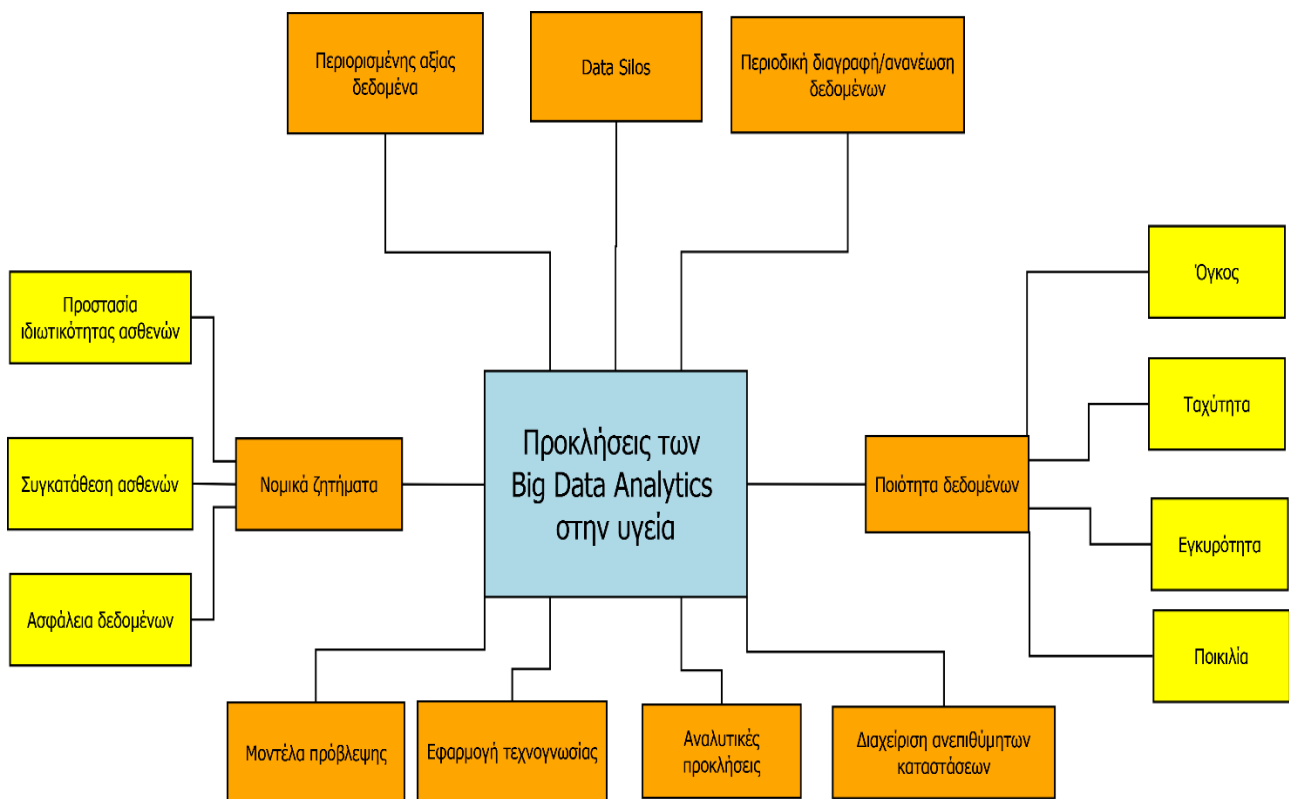 Περιορισμένης αξίας
δεδομένα
Data Silos
Περιοδική διαγραφή/ανανέωση
δεδομένων
Προστασία
ιδιωτικότητας ασθενών
Συγκατάθεση ασθενών
Ασφάλεια δεδομένων
Νομικά ζητήματα
Προκλήσεις των
Big Data Analytics
στην υγεία
Ποιότητα δεδομένων
Όγκος
Ταχύτητα
Εγκυρότητα
Ποικιλία
Μοντέλα πρόβλεψης
Εφαρμογή τεχνογνωσίας
Αναλυτικές
προκλήσεις
Διαχείριση ανεπιθύμητων
καταστάσεων